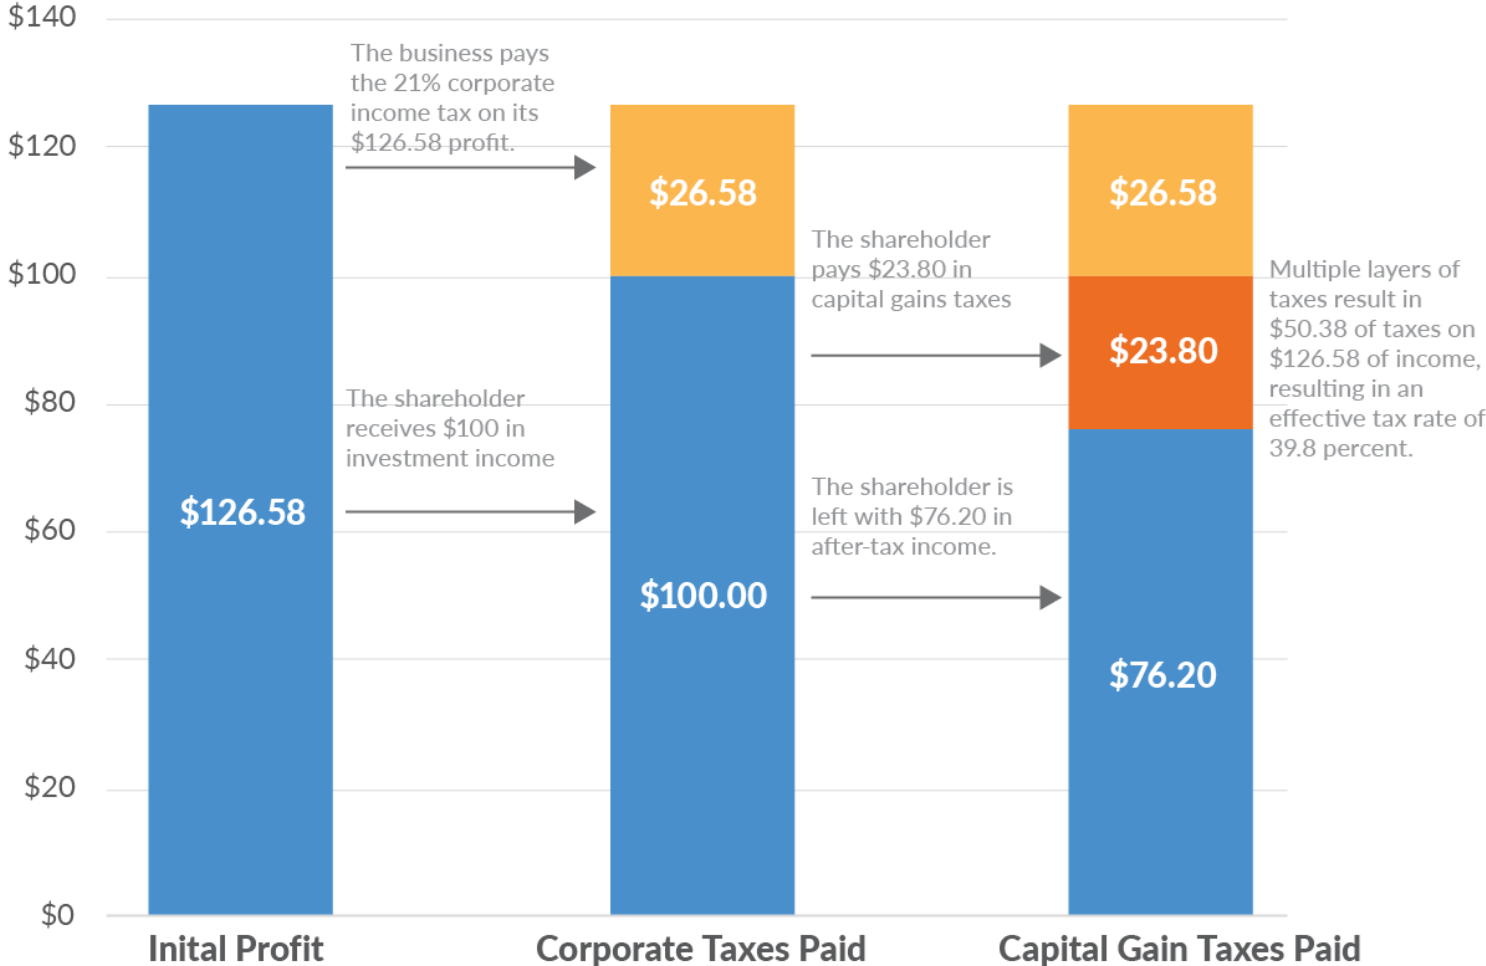 $140
$120
$100
$80
$60
$40
$20
$0
$126.58
The business pays
the 21% corporate
income tax on its
$126.58 profit.
The shareholder
receives $100 in
investment income
$26.58
$100.00
The shareholder
pays $23.80 in
capital gains taxes
The shareholder is
left with $76.20 in
after-tax income.
$26.58
$23.80
$76.20
Multiple layers of
taxes result in
$50.38 of taxes on
$126.58 of income,
resulting in an
effective tax rate of
39.8 percent.
Inital Profit
Corporate Taxes Paid
Capital Gain Taxes Paid